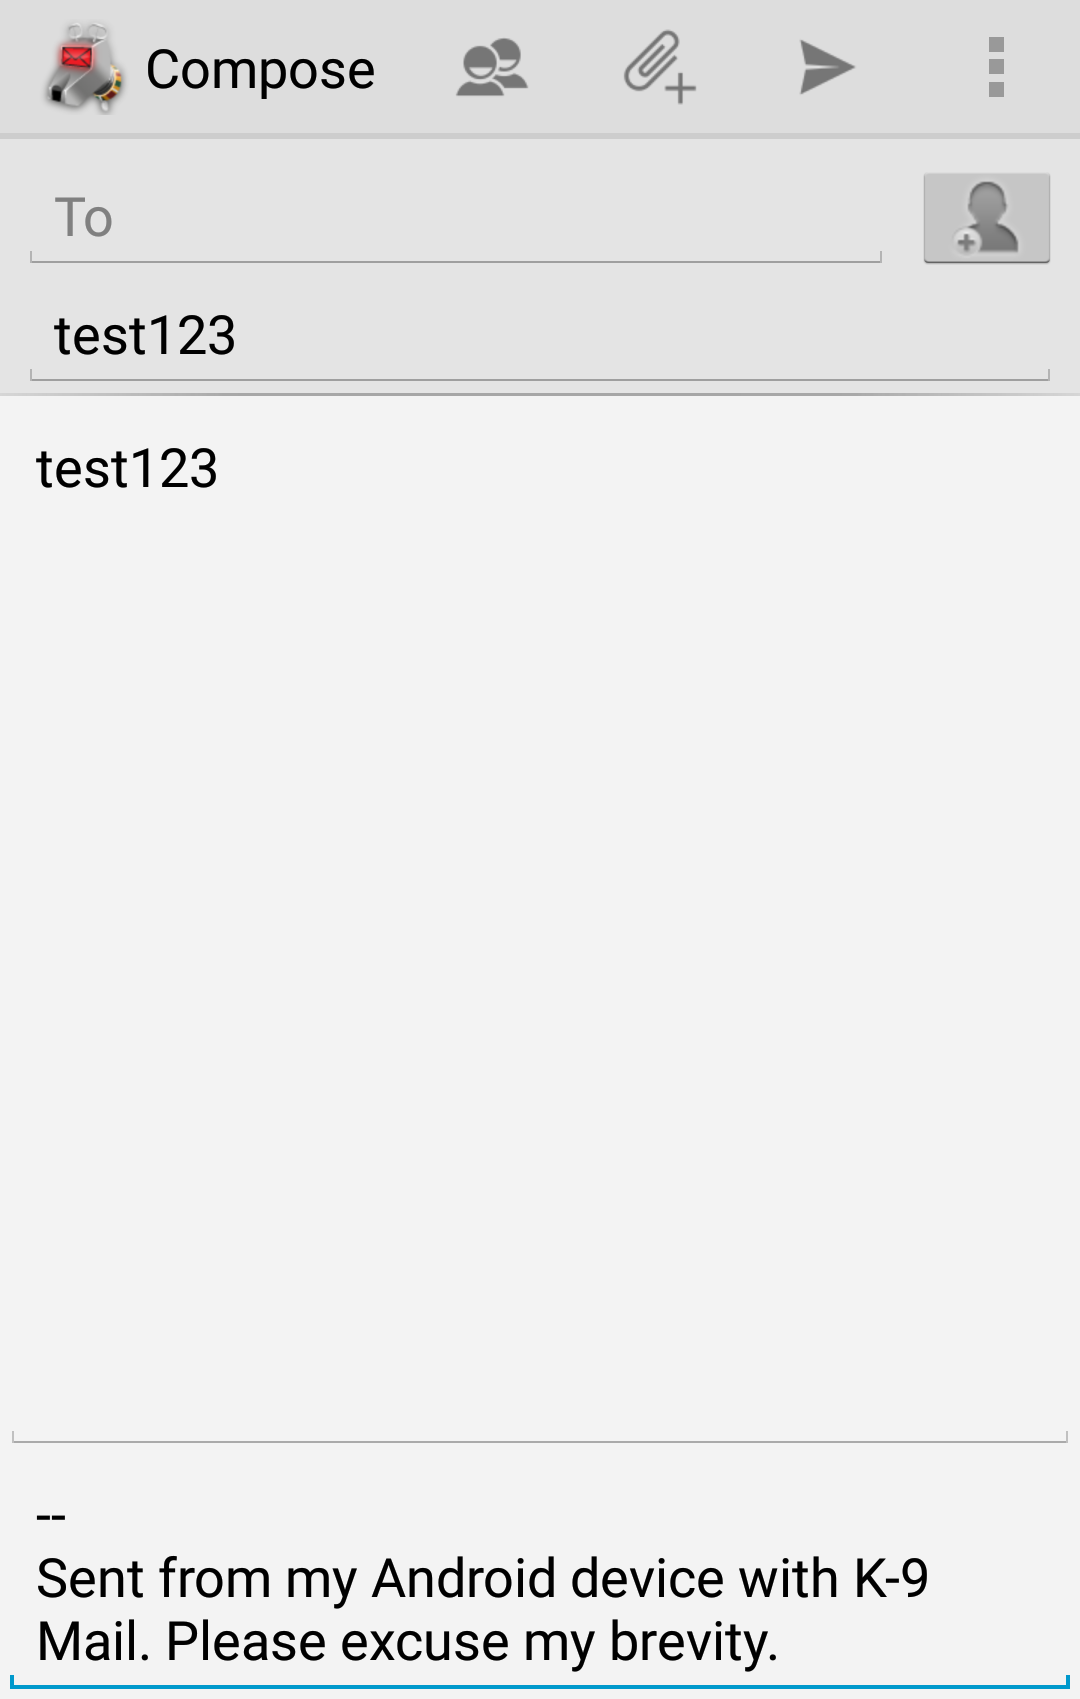 Compose
To
test123
test123
--
Sent from my Android device with K-9
Mail. Please excuse my brevity.